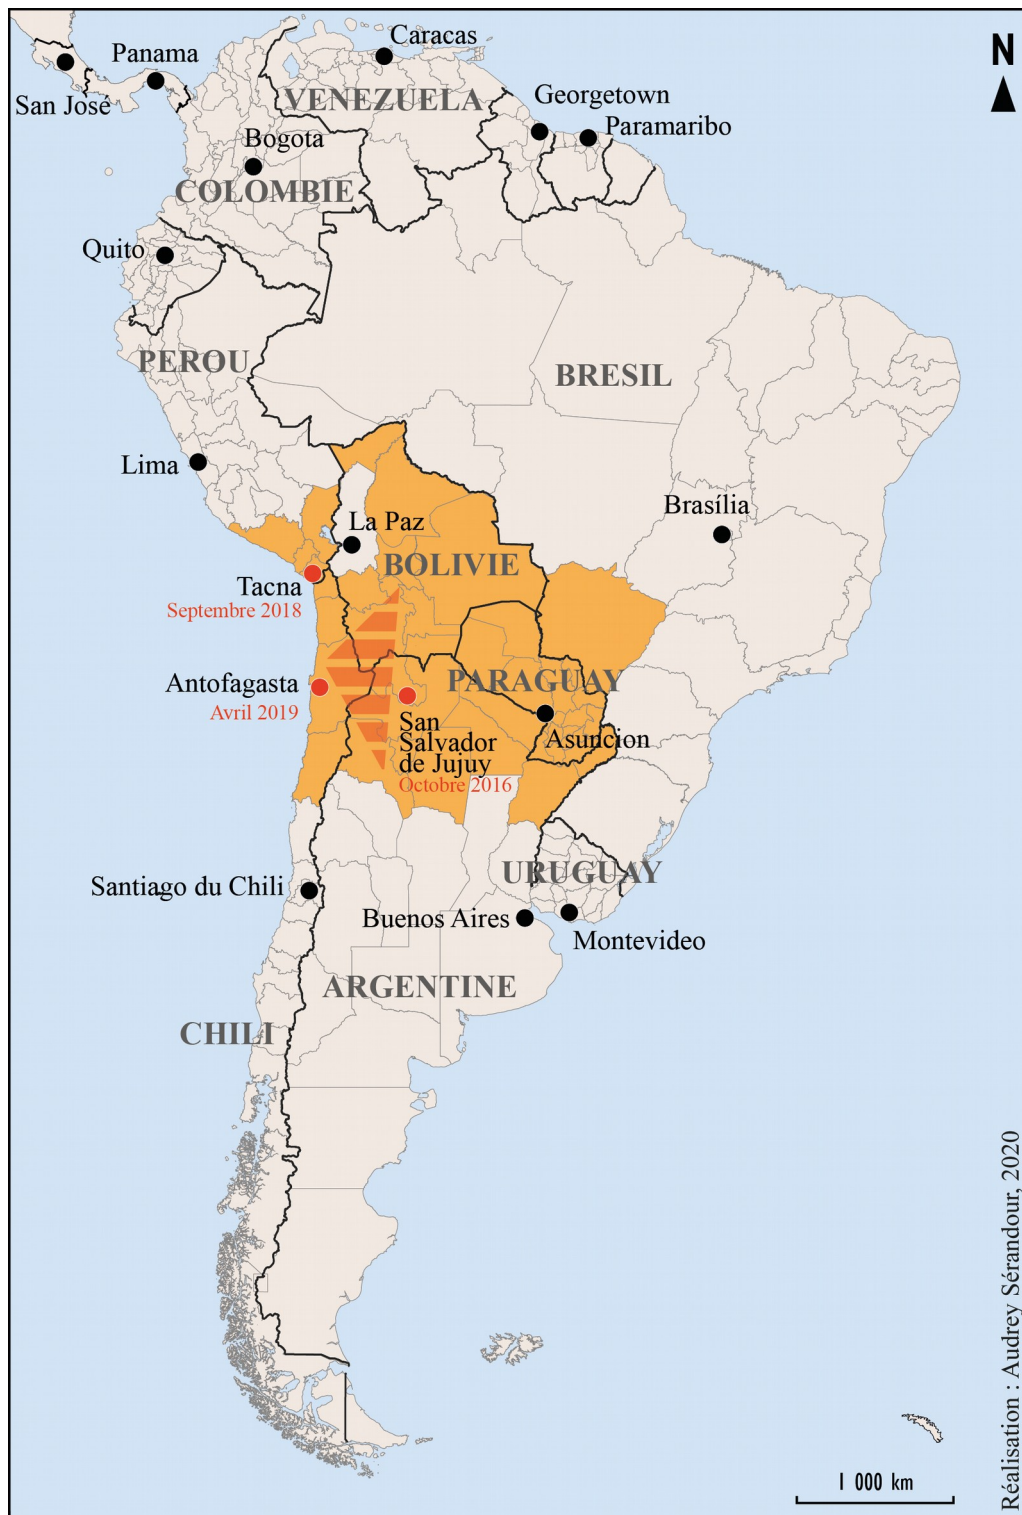 Caracas
N
Panama
San José
VENEZUELA
Georgetown
Paramaribo
Bogota
COLOMBIE
Quito
PEROU
BRESIL
Lima
Brasília
La Paz
BOLIVIE
Tacna
Septembre 2018
Antofagasta
Avril 2019
PARAGUAY
San
Salvador
de Jujuy
Octobre 2016
Asuncion
URUGUAY
Santiago du Chili
Buenos Aires
Montevideo
ARGENTINE
CHILI
1 000 km
Réalisation : Audrey Sérandour, 2020